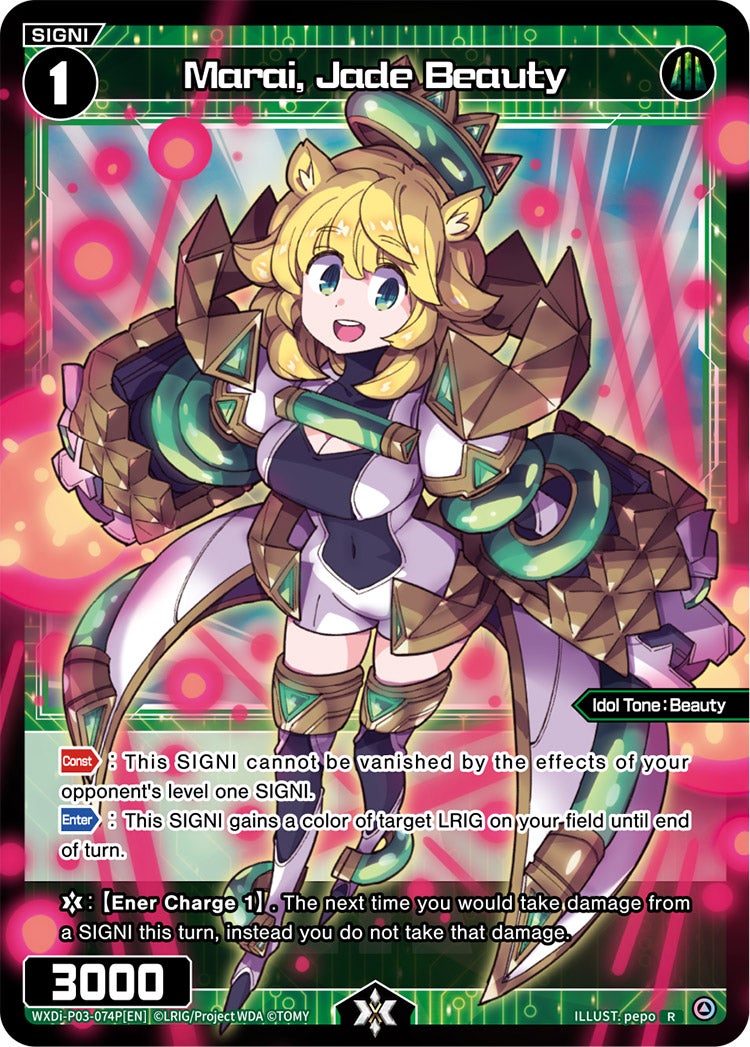 SIGNI
1
Marai, Jade Beauty
Idol Tone:Beauty
Const : This SIGNI cannot be vanished by the effects of your
opponent's level one SIGNI.
Enter : This SIGNI gains a color of target LRIG on your field until end
of turn.
: 【Ener Charge 1】. The next time you would take damage from
a SIGNI this turn, instead you do not take that damage.
3000
WXDi-P03-074P[EN] ©LRIG/Project WDA ©TOMY
ILLUST. pepo R